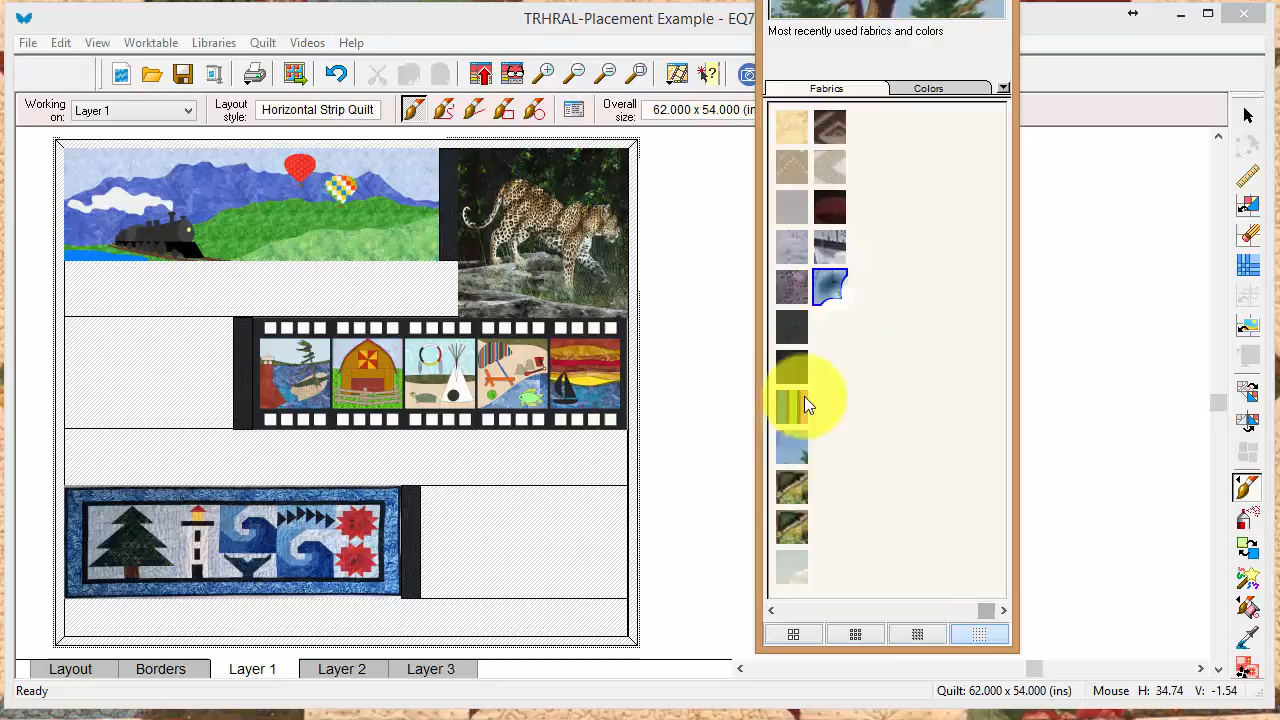 TRHRAL-Placement Example - EQ7
File Edit View Worktable Libraries Quilt Videos Help
Most recently used fabrics and colors
Fabrics Colors
Working on: Layer 1 Layout style: Horizontal Strip Quilt Overall size: 62.000 x 54.000 (in
Layout Borders Layer 1 Layer 2 Layer 3
Ready Quilt: 62.000 x 54.000 (ins) Mouse H: 34.74 V: -1.54